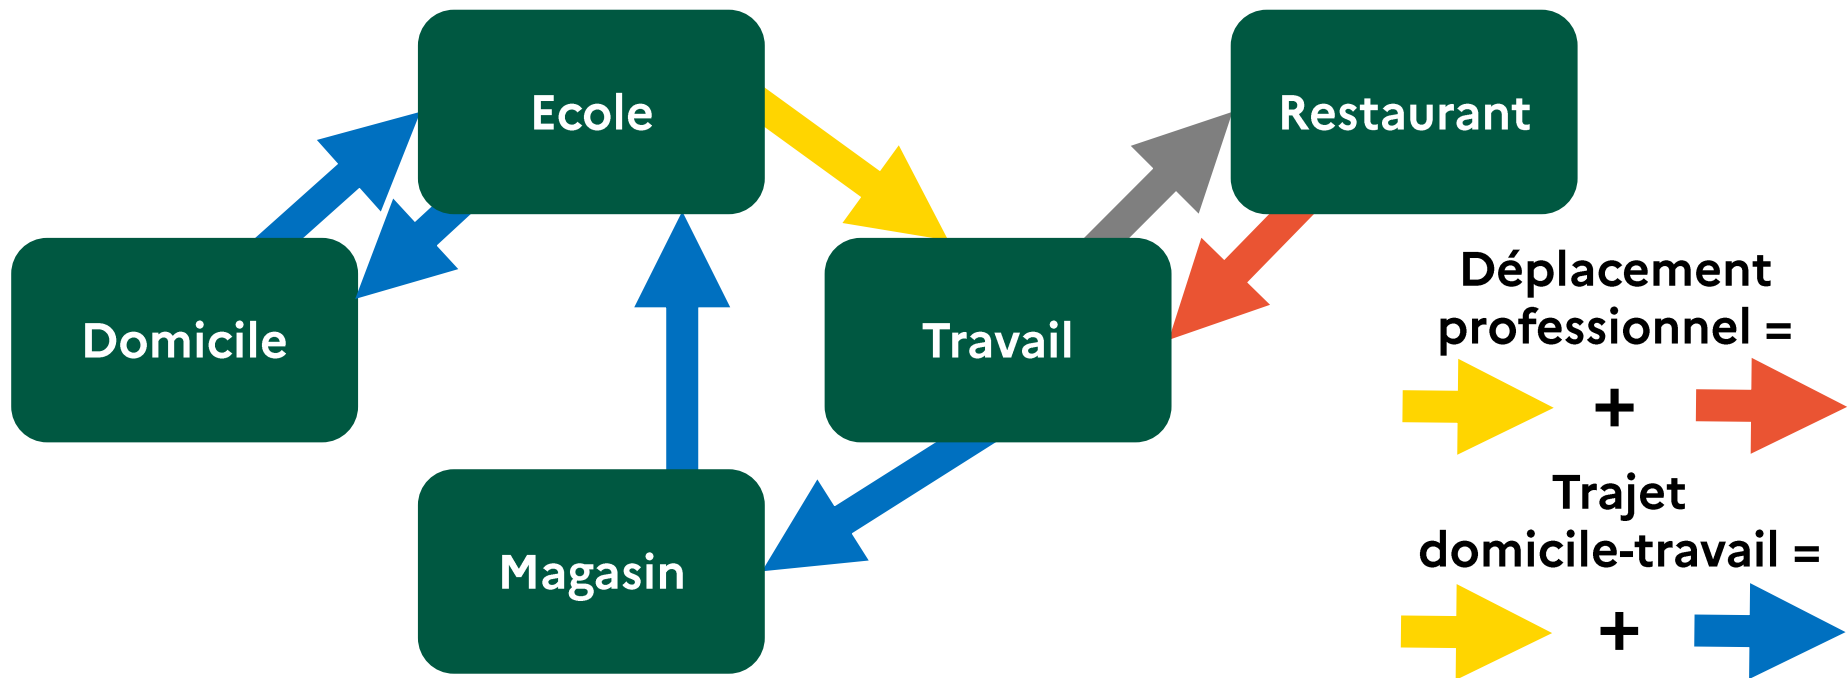 Ecole
Restaurant
Domicile
Travail
Magasin
Déplacement
professionnel =
+
Trajet
domicile-travail =
+